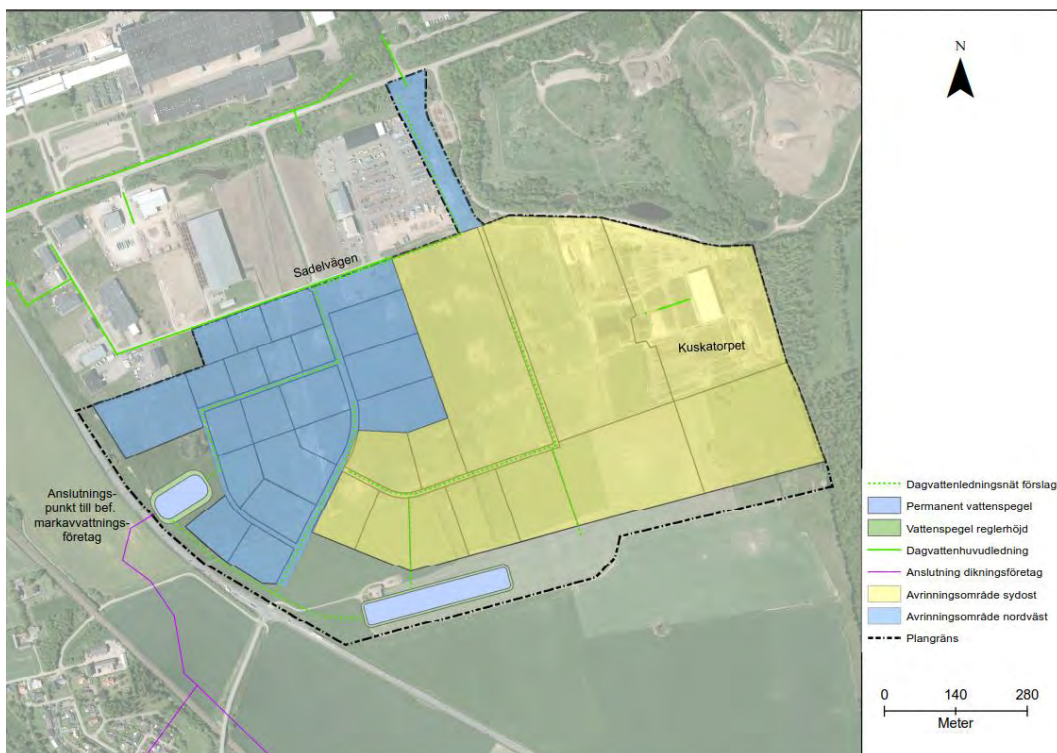 N
Sadelvägen
Kuskatorpet
Anslutnings-
punkt till bef.
markavvattnings-
företag
Dagvattenledningsnät förslag
Permanent vattenspegel
Vattenspegel reglerhöjd
Dagvattenhuvudledning
Anslutning dikningsföretag
Avrinningsområde sydost
Avrinningsområde nordväst
Plangräns
0 140 280
Meter